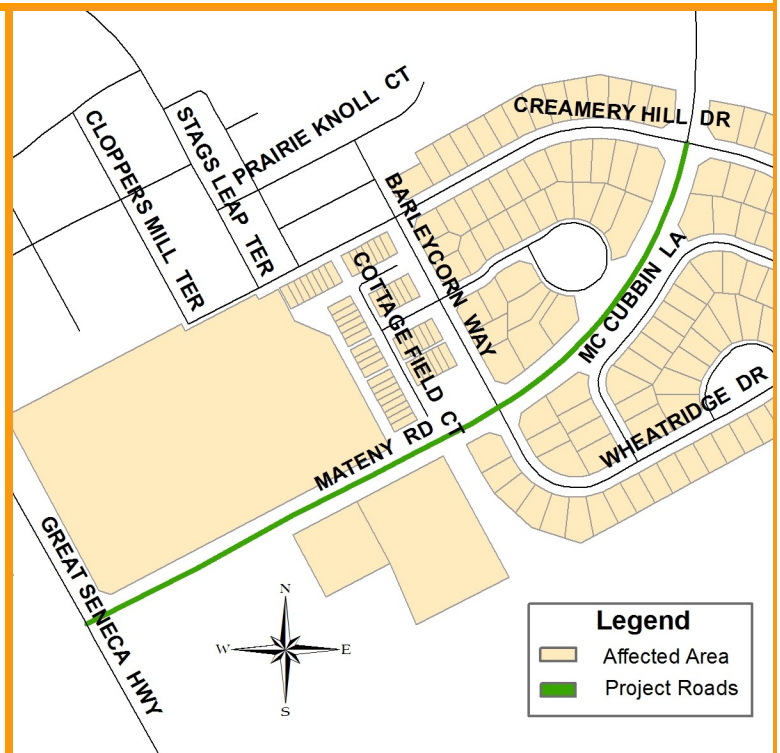 CREAMERY HILL DR
PRAIRIE KNOLL CT
CLOPPERS MILL TER
STAGS LEAP TER
BARLEYCORN WAY
COTTAGE FIELD CT
MC CUBBIN LA
WHEATRIDGE DR
MATENY RD
GREAT SENECA HWY
N
W
E
S
Legend
Affected Area
Project Roads